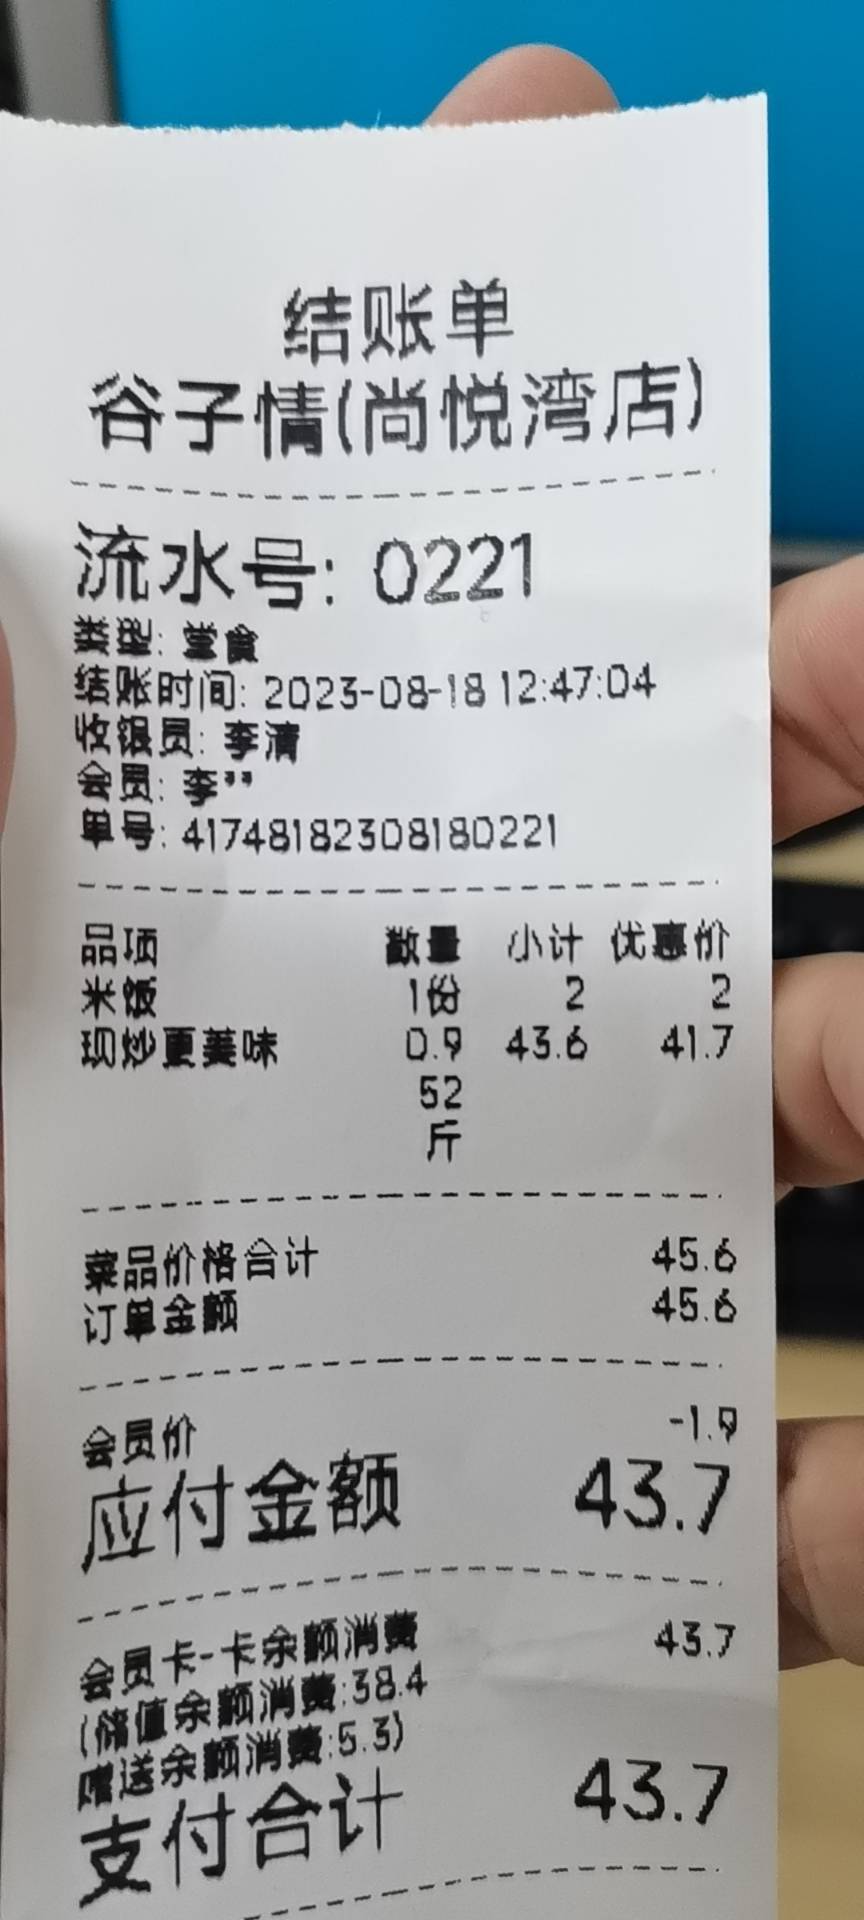 结账单
谷子情(尚悦湾店)
流水号: 0221
类型: 堂食
结账时间: 2023-08-18 12:47:04
收银员: 李清
会员: 李**
单号: 41748182308180221
品项 数量 小计 优惠价
米饭 1份 2 2
现炒更美味 0.9 43.6 41.7
52
斤
菜品价格合计 45.6
订单金额 45.6
会员价 -1.9
应付金额 43.7
会员卡-卡余额消费 43.7
(储值余额消费:38.4
赠送余额消费:5.3)
支付合计 43.7